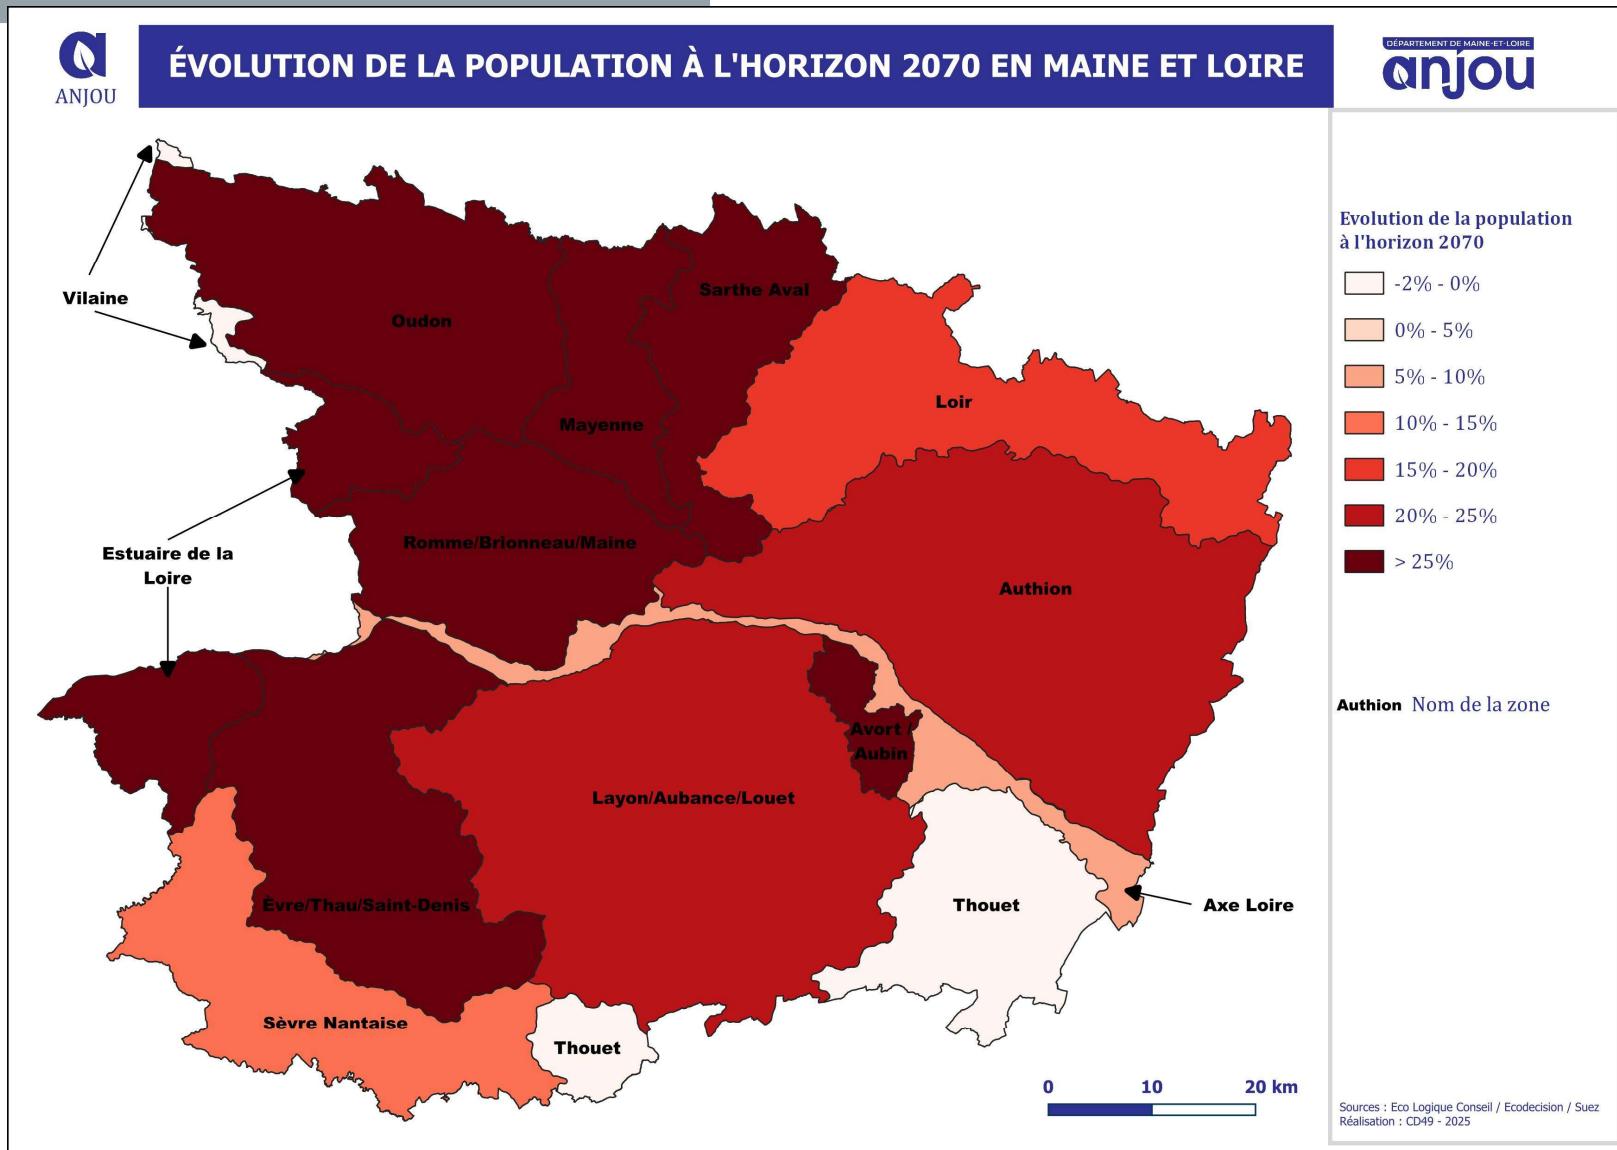 ANJOU
ÉVOLUTION DE LA POPULATION À L'HORIZON 2070 EN MAINE ET LOIRE
DÉPARTEMENT DE MAINE-ET-LOIRE
anjou
Vilaine
Oudon
Sarthe Aval
Mayenne
Loir
Estuaire de la
Loire
Romme/Brionneau/Maine
Authion
Avort /
Aubin
Layon/Aubance/Louet
Èvre/Thau/Saint-Denis
Thouet
Axe Loire
Sèvre Nantaise
Thouet
0 10 20 km
Evolution de la population
à l'horizon 2070
-2% - 0%
0% - 5%
5% - 10%
10% - 15%
15% - 20%
20% - 25%
> 25%
Authion Nom de la zone
Sources : Eco Logique Conseil / Ecodecision / Suez
Réalisation : CD49 - 2025